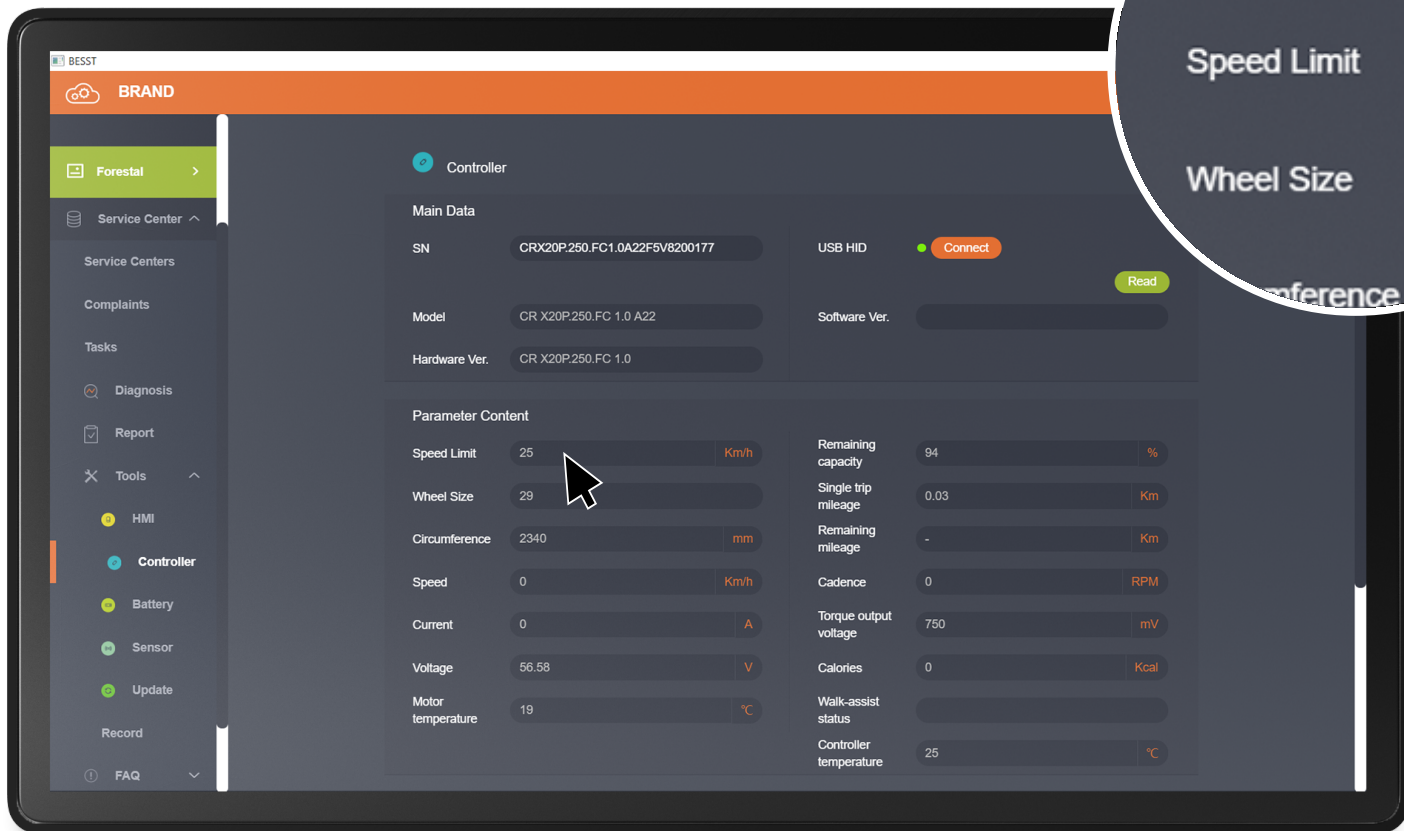 BESST
BRAND
Speed Limit
Wheel Size
mference
Forestal
Service Center
Service Centers
Complaints
Tasks
Diagnosis
Report
Tools
HMI
Controller
Battery
Sensor
Update
Record
FAQ
Controller
Main Data
SN CRX20P.250.FC1.0A22F5V8200177
USB HID Connect
Read
Model CR X20P.250.FC 1.0 A22
Software Ver.
Hardware Ver. CR X20P.250.FC 1.0
Parameter Content
Speed Limit 25 Km/h
Wheel Size 29
Circumference 2340 mm
Speed 0 Km/h
Current 0 A
Voltage 56.58 V
Motor
temperature 19 ℃
Remaining
capacity 94 %
Single trip
mileage 0.03 Km
Remaining
mileage - Km
Cadence 0 RPM
Torque output
voltage 750 mV
Calories 0 Kcal
Walk-assist
status
Controller
temperature 25 ℃